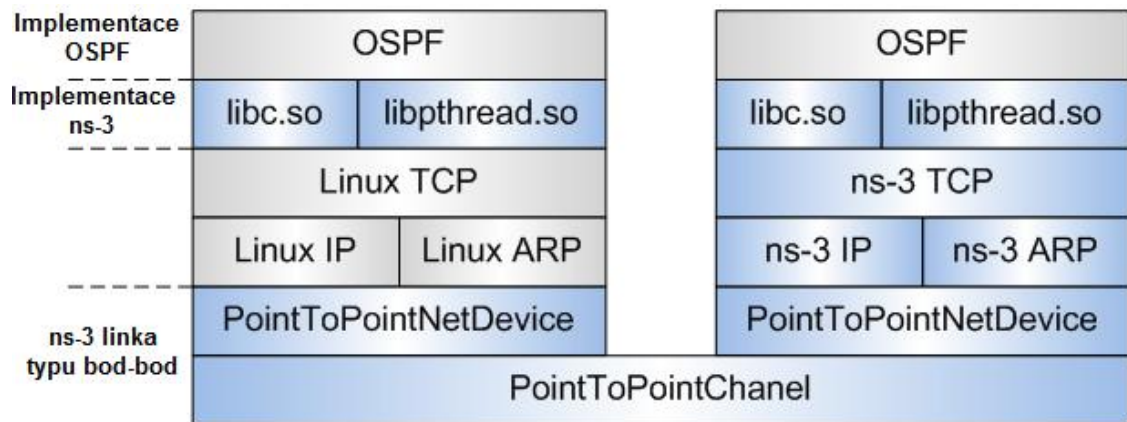 Implementace
OSPF
OSPF
OSPF
Implementace
ns-3
libc.so
libpthread.so
libc.so
libpthread.so
Linux TCP
ns-3 TCP
Linux IP
Linux ARP
ns-3 IP
ns-3 ARP
ns-3 linka
typu bod-bod
PointToPointNetDevice
PointToPointNetDevice
PointToPointChanel